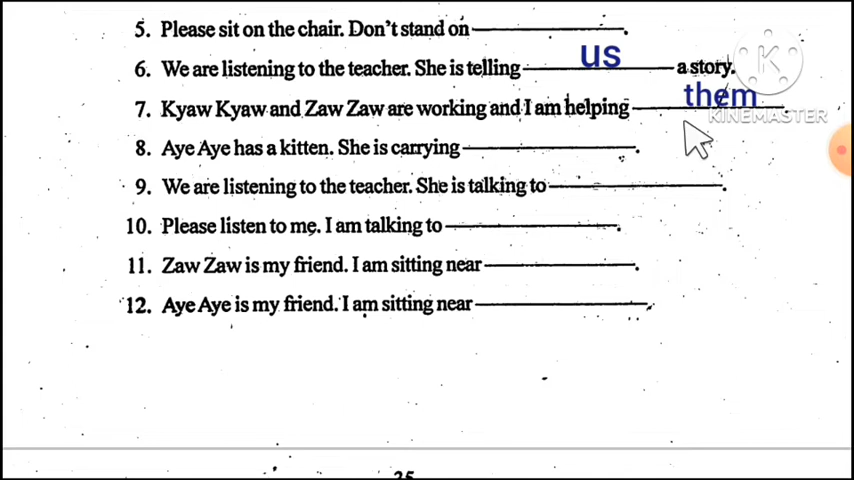 5. Please sit on the chair. Don't stand on .
6. We are listening to the teacher. She is telling us a story.
7. Kyaw Kyaw and Zaw Zaw are working and I am helping them .
KINEMASTER
8. Aye Aye has a kitten. She is carrying .
9. We are listening to the teacher. She is talking to .
10. Please listen to me. I am talking to .
11. Zaw Zaw is my friend. I am sitting near .
12. Aye Aye is my friend. I am sitting near .